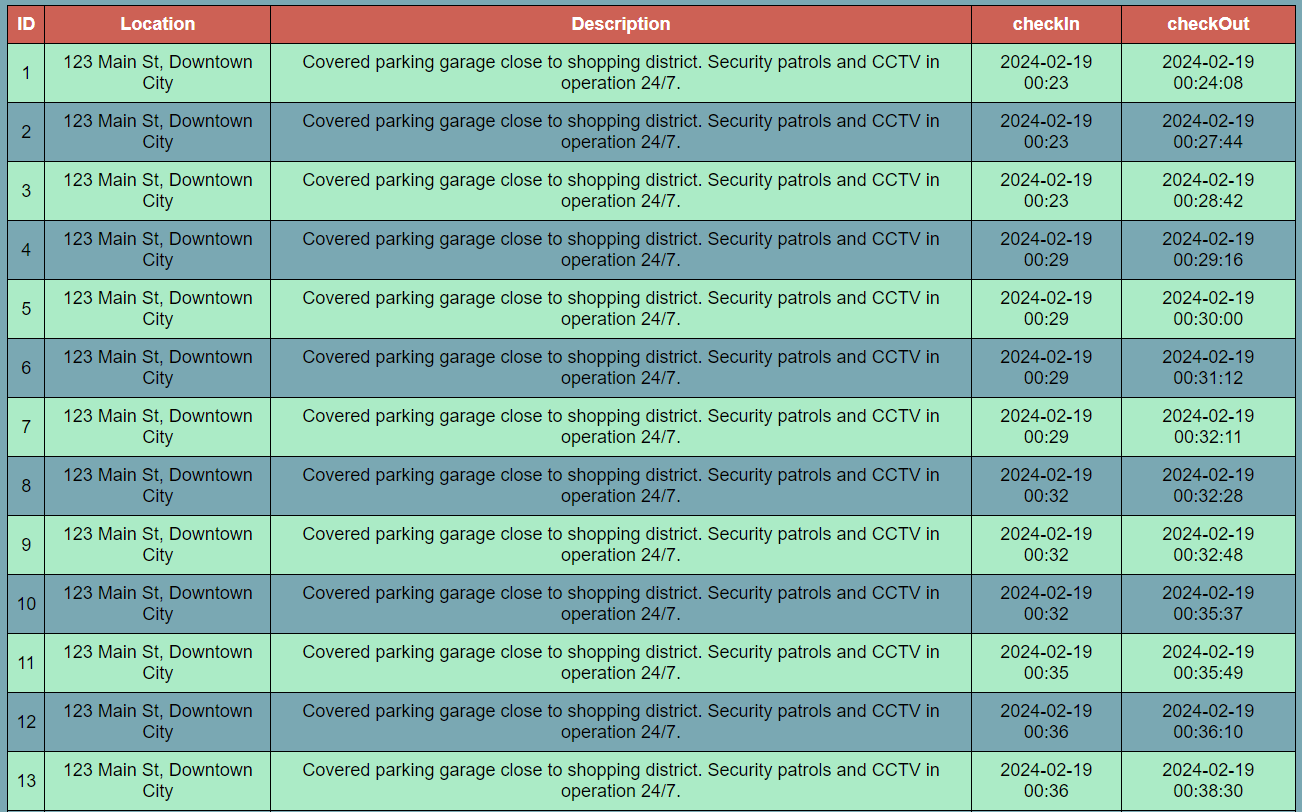 ID Location Description checkIn checkOut
1 123 Main St, Downtown City Covered parking garage close to shopping district. Security patrols and CCTV in operation 24/7. 2024-02-19 00:23 2024-02-19 00:24:08
2 123 Main St, Downtown City Covered parking garage close to shopping district. Security patrols and CCTV in operation 24/7. 2024-02-19 00:23 2024-02-19 00:27:44
3 123 Main St, Downtown City Covered parking garage close to shopping district. Security patrols and CCTV in operation 24/7. 2024-02-19 00:23 2024-02-19 00:28:42
4 123 Main St, Downtown City Covered parking garage close to shopping district. Security patrols and CCTV in operation 24/7. 2024-02-19 00:29 2024-02-19 00:29:16
5 123 Main St, Downtown City Covered parking garage close to shopping district. Security patrols and CCTV in operation 24/7. 2024-02-19 00:29 2024-02-19 00:30:00
6 123 Main St, Downtown City Covered parking garage close to shopping district. Security patrols and CCTV in operation 24/7. 2024-02-19 00:29 2024-02-19 00:31:12
7 123 Main St, Downtown City Covered parking garage close to shopping district. Security patrols and CCTV in operation 24/7. 2024-02-19 00:29 2024-02-19 00:32:11
8 123 Main St, Downtown City Covered parking garage close to shopping district. Security patrols and CCTV in operation 24/7. 2024-02-19 00:32 2024-02-19 00:32:28
9 123 Main St, Downtown City Covered parking garage close to shopping district. Security patrols and CCTV in operation 24/7. 2024-02-19 00:32 2024-02-19 00:32:48
10 123 Main St, Downtown City Covered parking garage close to shopping district. Security patrols and CCTV in operation 24/7. 2024-02-19 00:32 2024-02-19 00:35:37
11 123 Main St, Downtown City Covered parking garage close to shopping district. Security patrols and CCTV in operation 24/7. 2024-02-19 00:35 2024-02-19 00:35:49
12 123 Main St, Downtown City Covered parking garage close to shopping district. Security patrols and CCTV in operation 24/7. 2024-02-19 00:36 2024-02-19 00:36:10
13 123 Main St, Downtown City Covered parking garage close to shopping district. Security patrols and CCTV in operation 24/7. 2024-02-19 00:36 2024-02-19 00:38:30